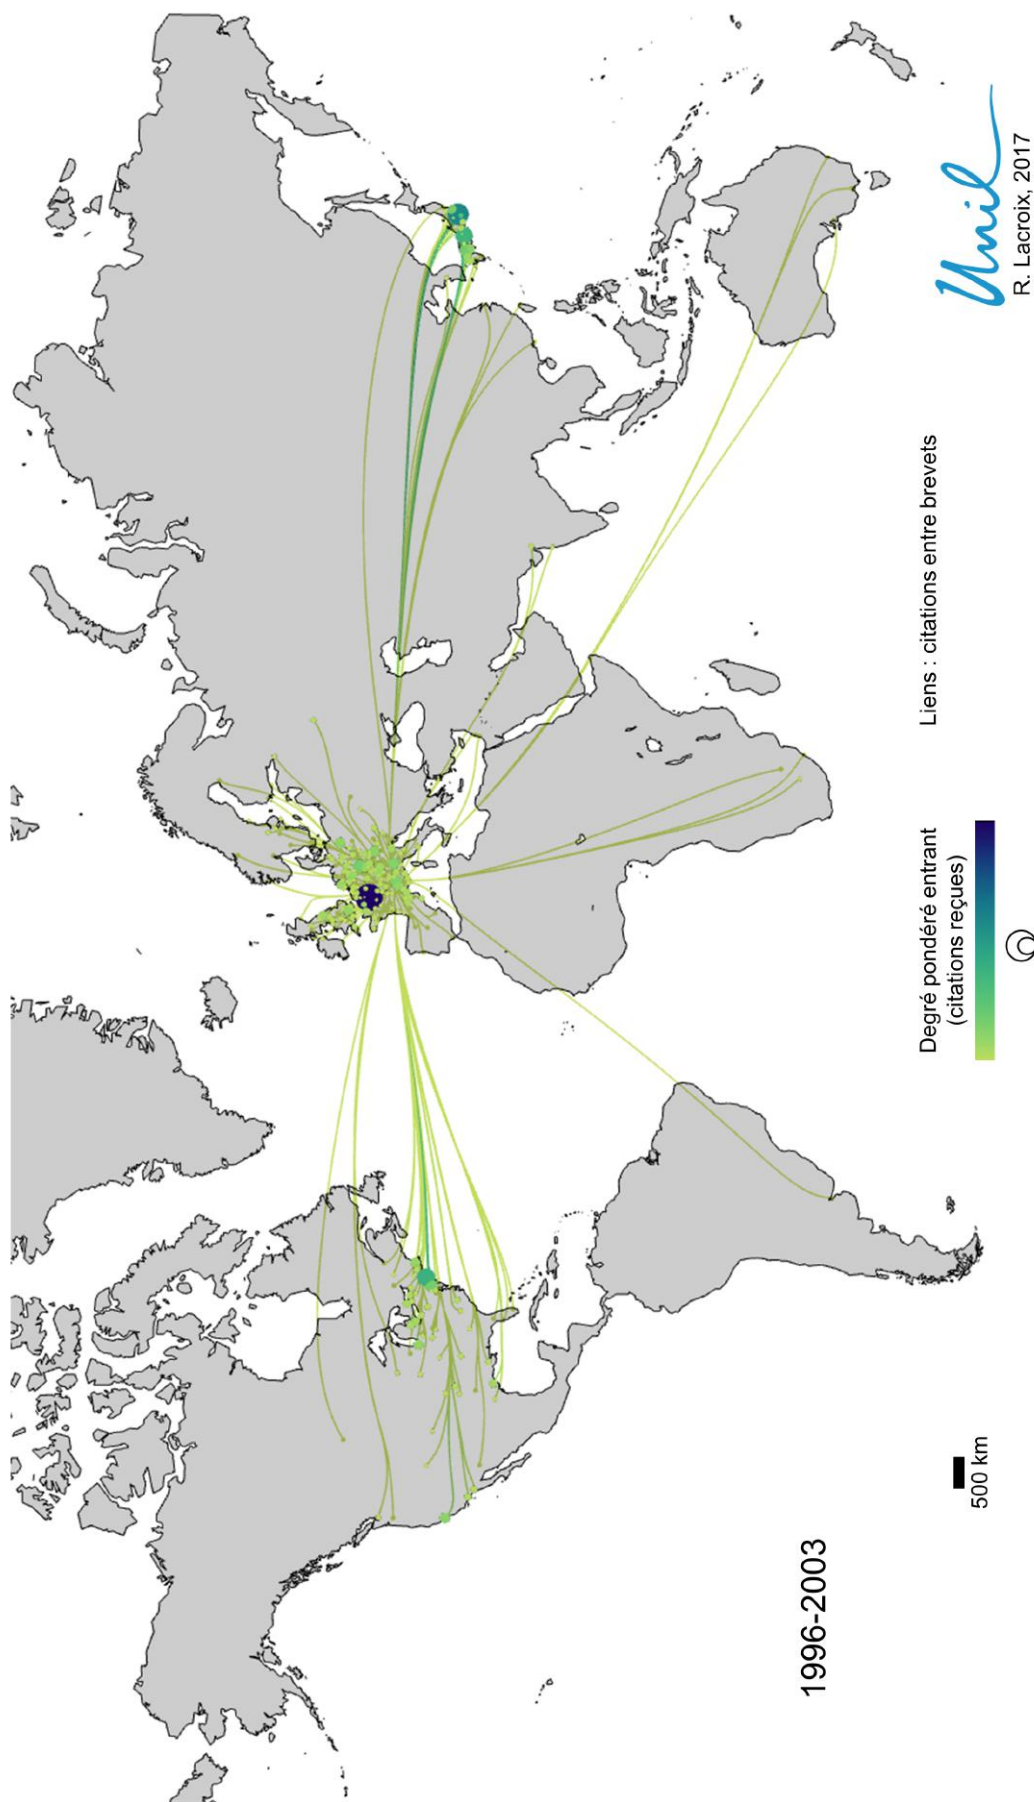 1996-2003
500 km
Degré pondéré entrant
(citations reçues)
Liens : citations entre brevets
Unil
R. Lacroix, 2017